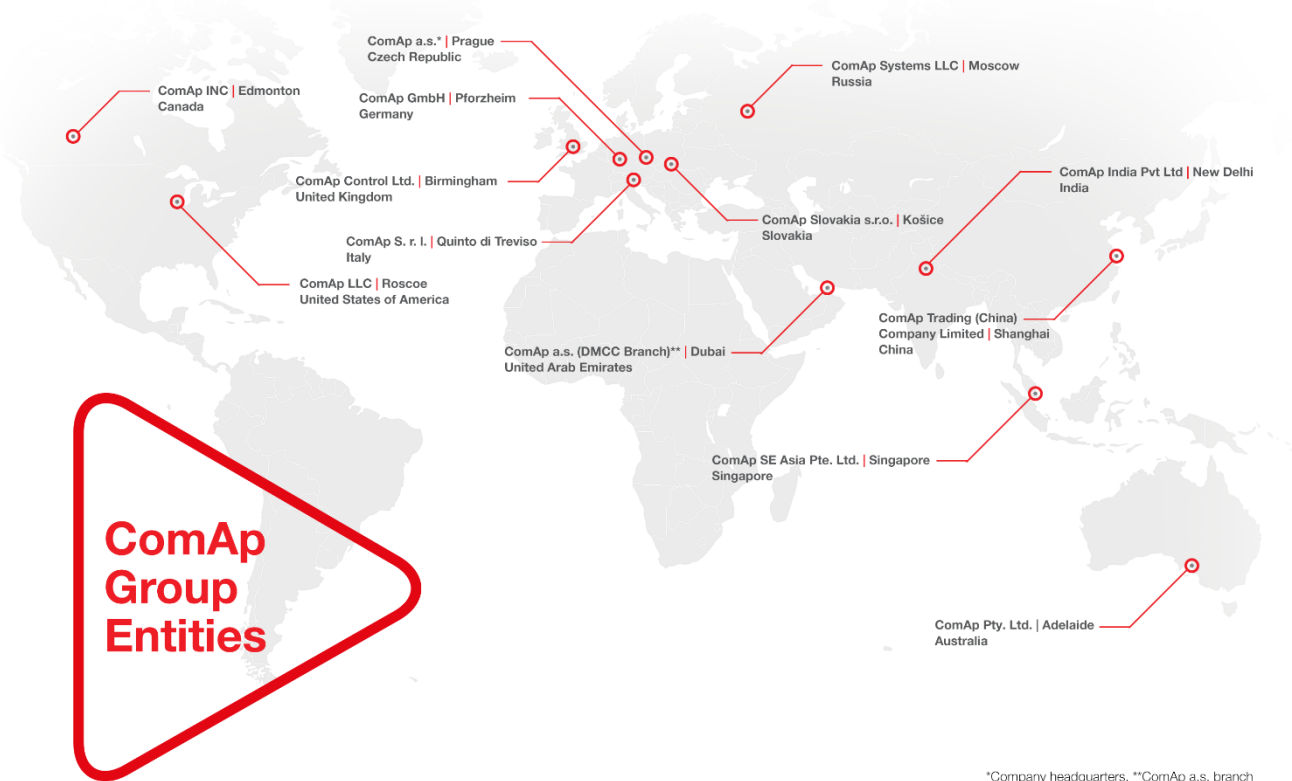 ComAp a.s.* | Prague
Czech Republic
ComAp Systems LLC | Moscow
Russia
ComAp INC | Edmonton
Canada
ComAp GmbH | Pforzheim
Germany
ComAp India Pvt Ltd | New Delhi
India
ComAp Control Ltd. | Birmingham
United Kingdom
ComAp Slovakia s.r.o. | Košice
Slovakia
ComAp S. r. l. | Quinto di Treviso
Italy
ComAp LLC | Roscoe
United States of America
ComAp Trading (China)
Company Limited | Shanghai
China
ComAp a.s. (DMCC Branch)** | Dubai
United Arab Emirates
ComAp SE Asia Pte. Ltd. | Singapore
Singapore
ComAp
Group
Entities
ComAp Pty. Ltd. | Adelaide
Australia
*Company headquarters, **ComAp a.s. branch